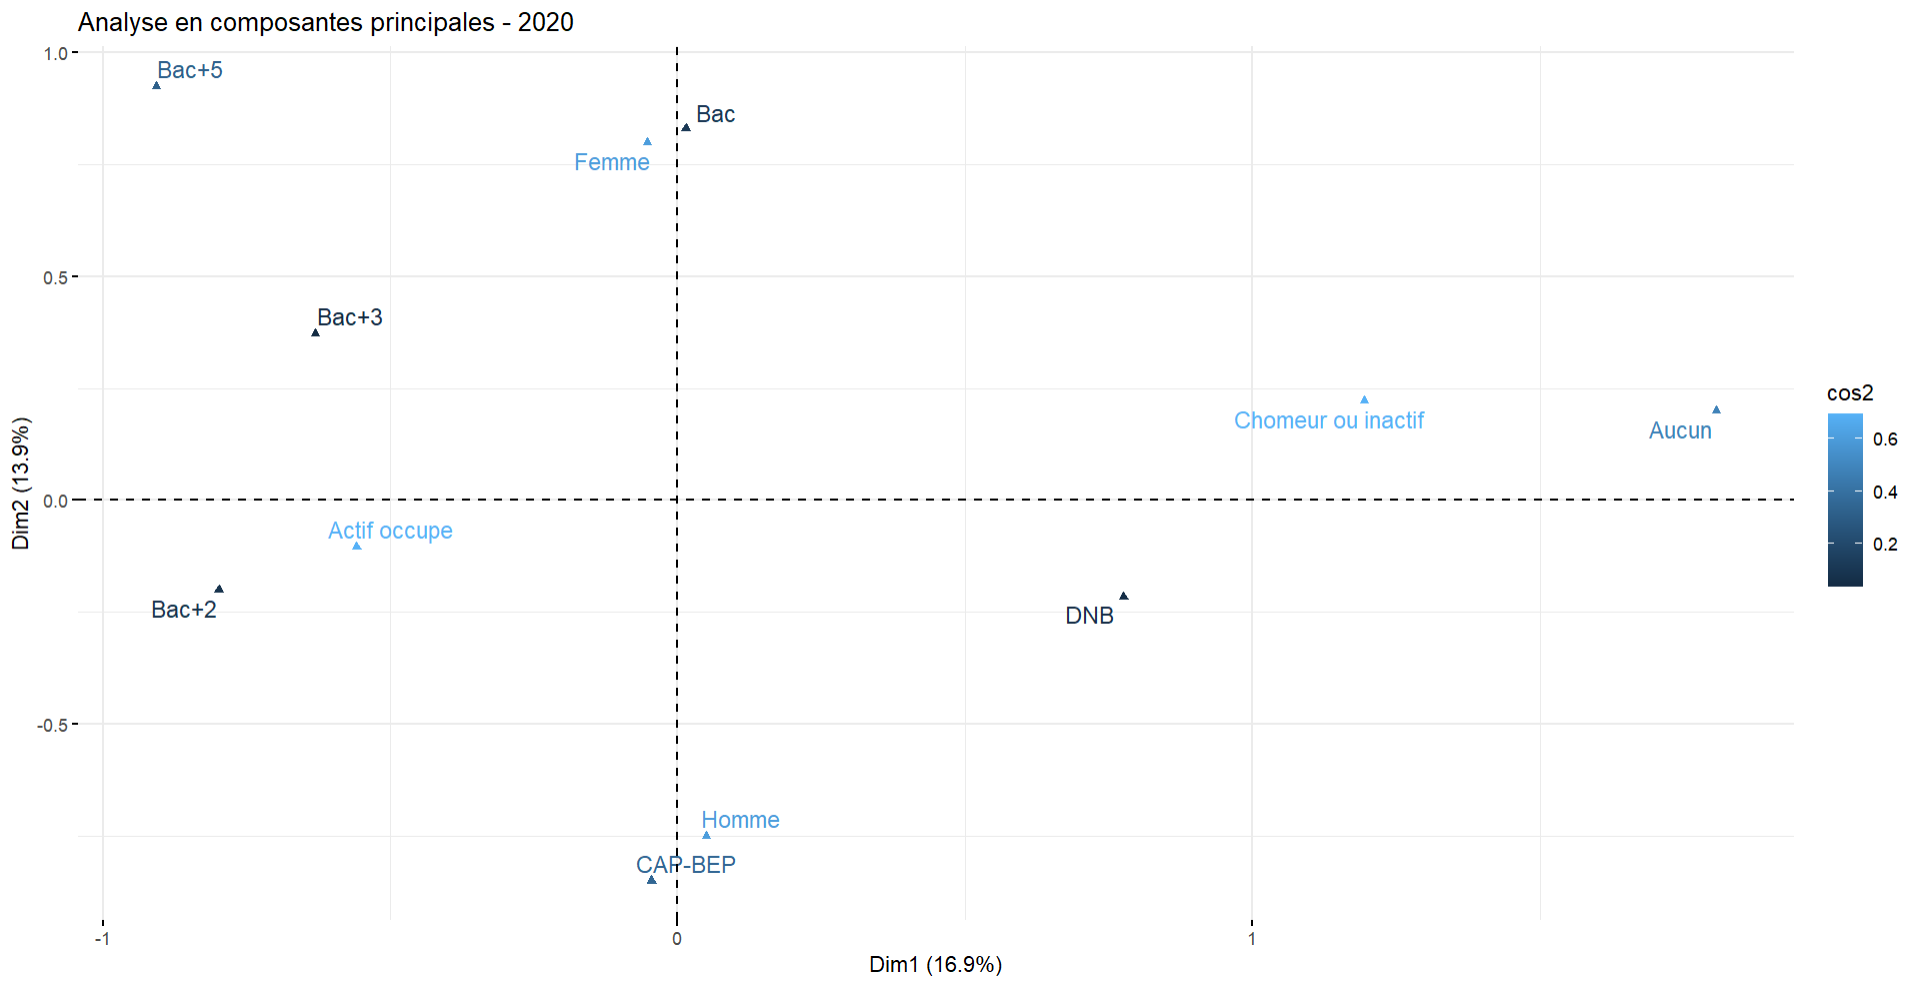 Analyse en composantes principales - 2020
1.0
Bac+5
Bac
Femme
0.5
Bac+3
cos2
0.6
Chomeur ou inactif
Aucun
0.4
Dim2 (13.9%)
0.0
Actif occupe
0.2
Bac+2
DNB
-0.5
Homme
CAP-BEP
-1
0
1
Dim1 (16.9%)